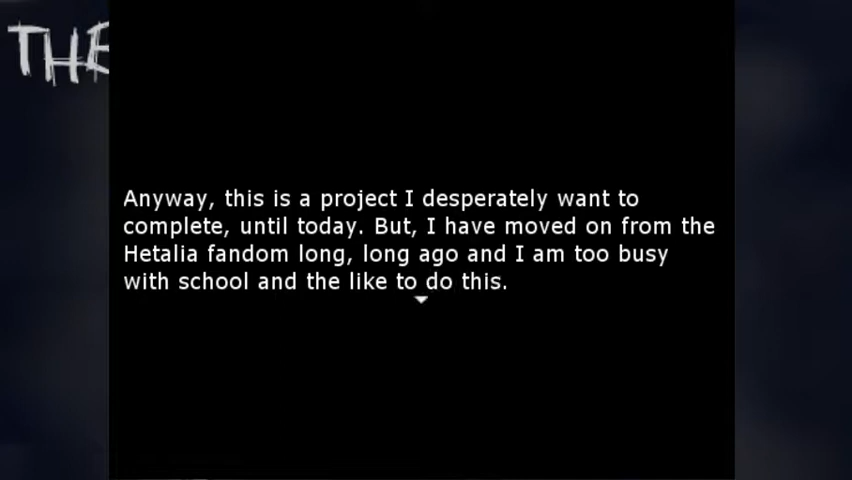 THE
Anyway, this is a project I desperately want to
complete, until today. But, I have moved on from the
Hetalia fandom long, long ago and I am too busy
with school and the like to do this.